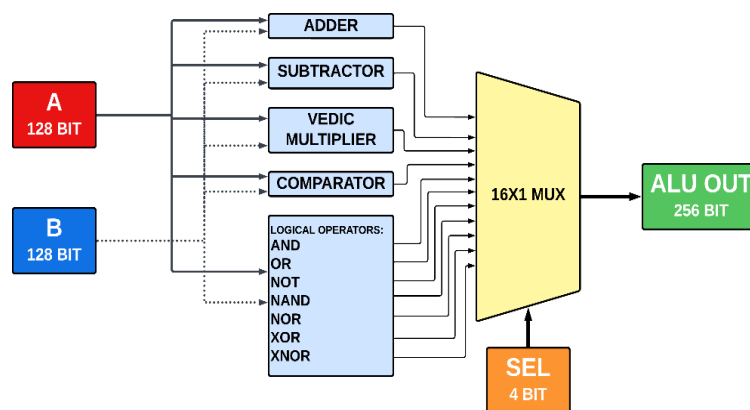 A
128 BIT
B
128 BIT
ADDER
SUBTRACTOR
VEDIC
MULTIPLIER
COMPARATOR
LOGICAL OPERATORS:
AND
OR
NOT
NAND
NOR
XOR
XNOR
16X1 MUX
SEL
4 BIT
ALU OUT
256 BIT